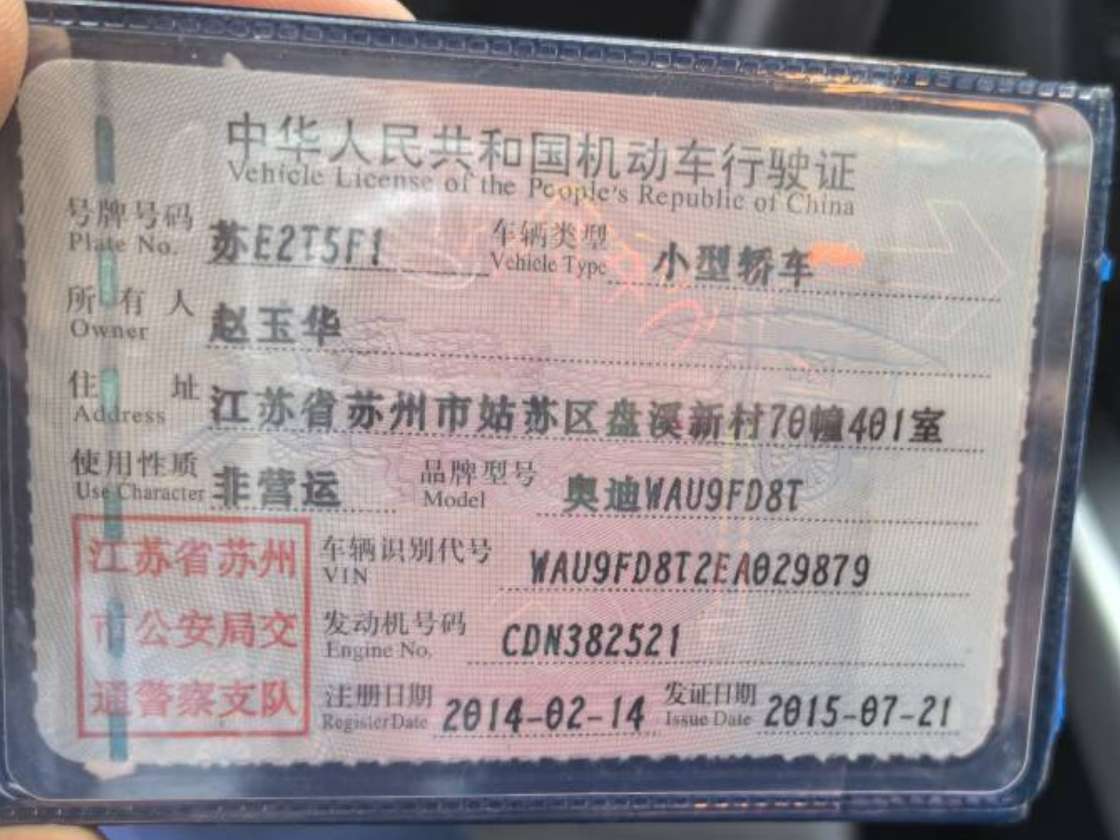 中华人民共和国机动车行驶证
Vehicle License of the People's Republic of China
号牌号码 苏E2T5F1 车辆类型 小型轿车
Plate No. Vehicle Type
所有人 赵玉华
Owner
住址 江苏省苏州市姑苏区盘溪新村70幢401室
Address
使用性质 非营运 品牌型号 奥迪WAU9FD8T
Use Character Model
江苏省苏州
市公安局交
通警察支队
车辆识别代号 WAU9FD8T2EA029879
VIN
发动机号码 CDN382521
Engine No.
注册日期 2014-02-14 发证日期 2015-07-21
Register Date Issue Date